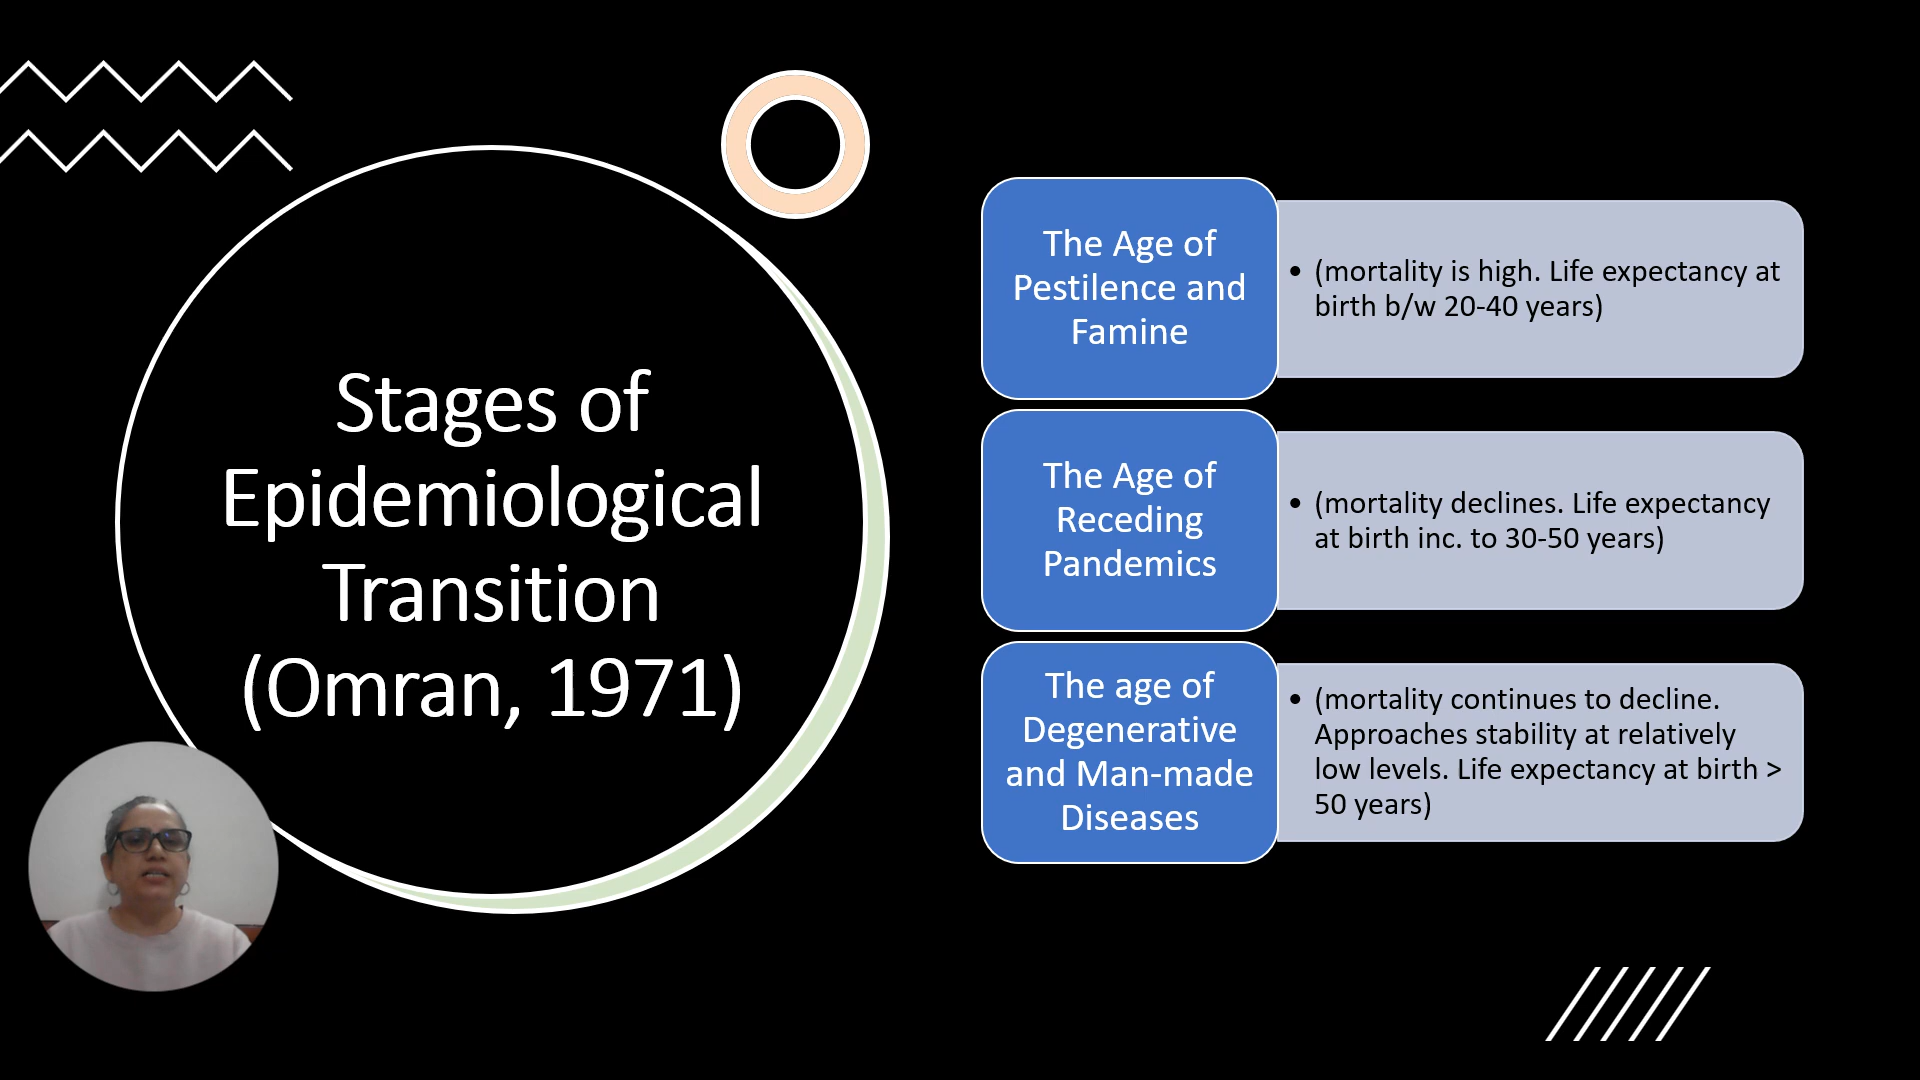 Stages of
Epidemiological
Transition
(Omran, 1971)
The Age of
Pestilence and
Famine
• (mortality is high. Life expectancy at
birth b/w 20-40 years)
The Age of
Receding
Pandemics
• (mortality declines. Life expectancy
at birth inc. to 30-50 years)
The age of
Degenerative
and Man-made
Diseases
• (mortality continues to decline.
Approaches stability at relatively
low levels. Life expectancy at birth >
50 years)